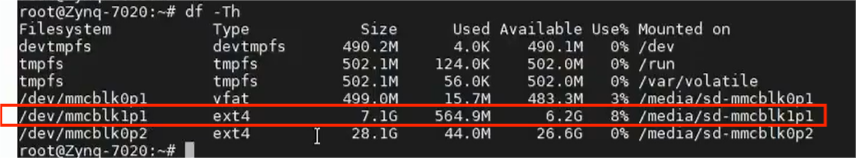 root@Zynq-7020:~# df -Th
Filesystem Type Size Used Available Use% Mounted on
devtmpfs devtmpfs 490.2M 4.0K 490.1M 0% /dev
tmpfs tmpfs 502.1M 124.0K 502.0M 0% /run
tmpfs tmpfs 502.1M 56.0K 502.0M 0% /var/volatile
/dev/mmcblk0p1 vfat 499.0M 15.7M 483.3M 3% /media/sd-mmcblk0p1
/dev/mmcblk1p1 ext4 7.1G 564.9M 6.2G 8% /media/sd-mmcblk1p1
/dev/mmcblk0p2 ext4 28.1G 44.0M 26.6G 0% /media/sd-mmcblk0p2
root@Zynq-7020:~#